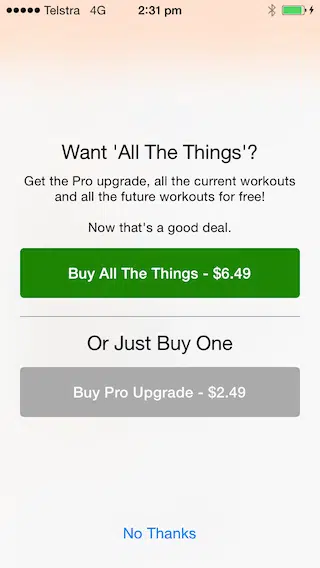 Telstra 4G 2:31 pm
Want 'All The Things'?
Get the Pro upgrade, all the current workouts
and all the future workouts for free!
Now that's a good deal.
Buy All The Things - $6.49
Or Just Buy One
Buy Pro Upgrade - $2.49
No Thanks